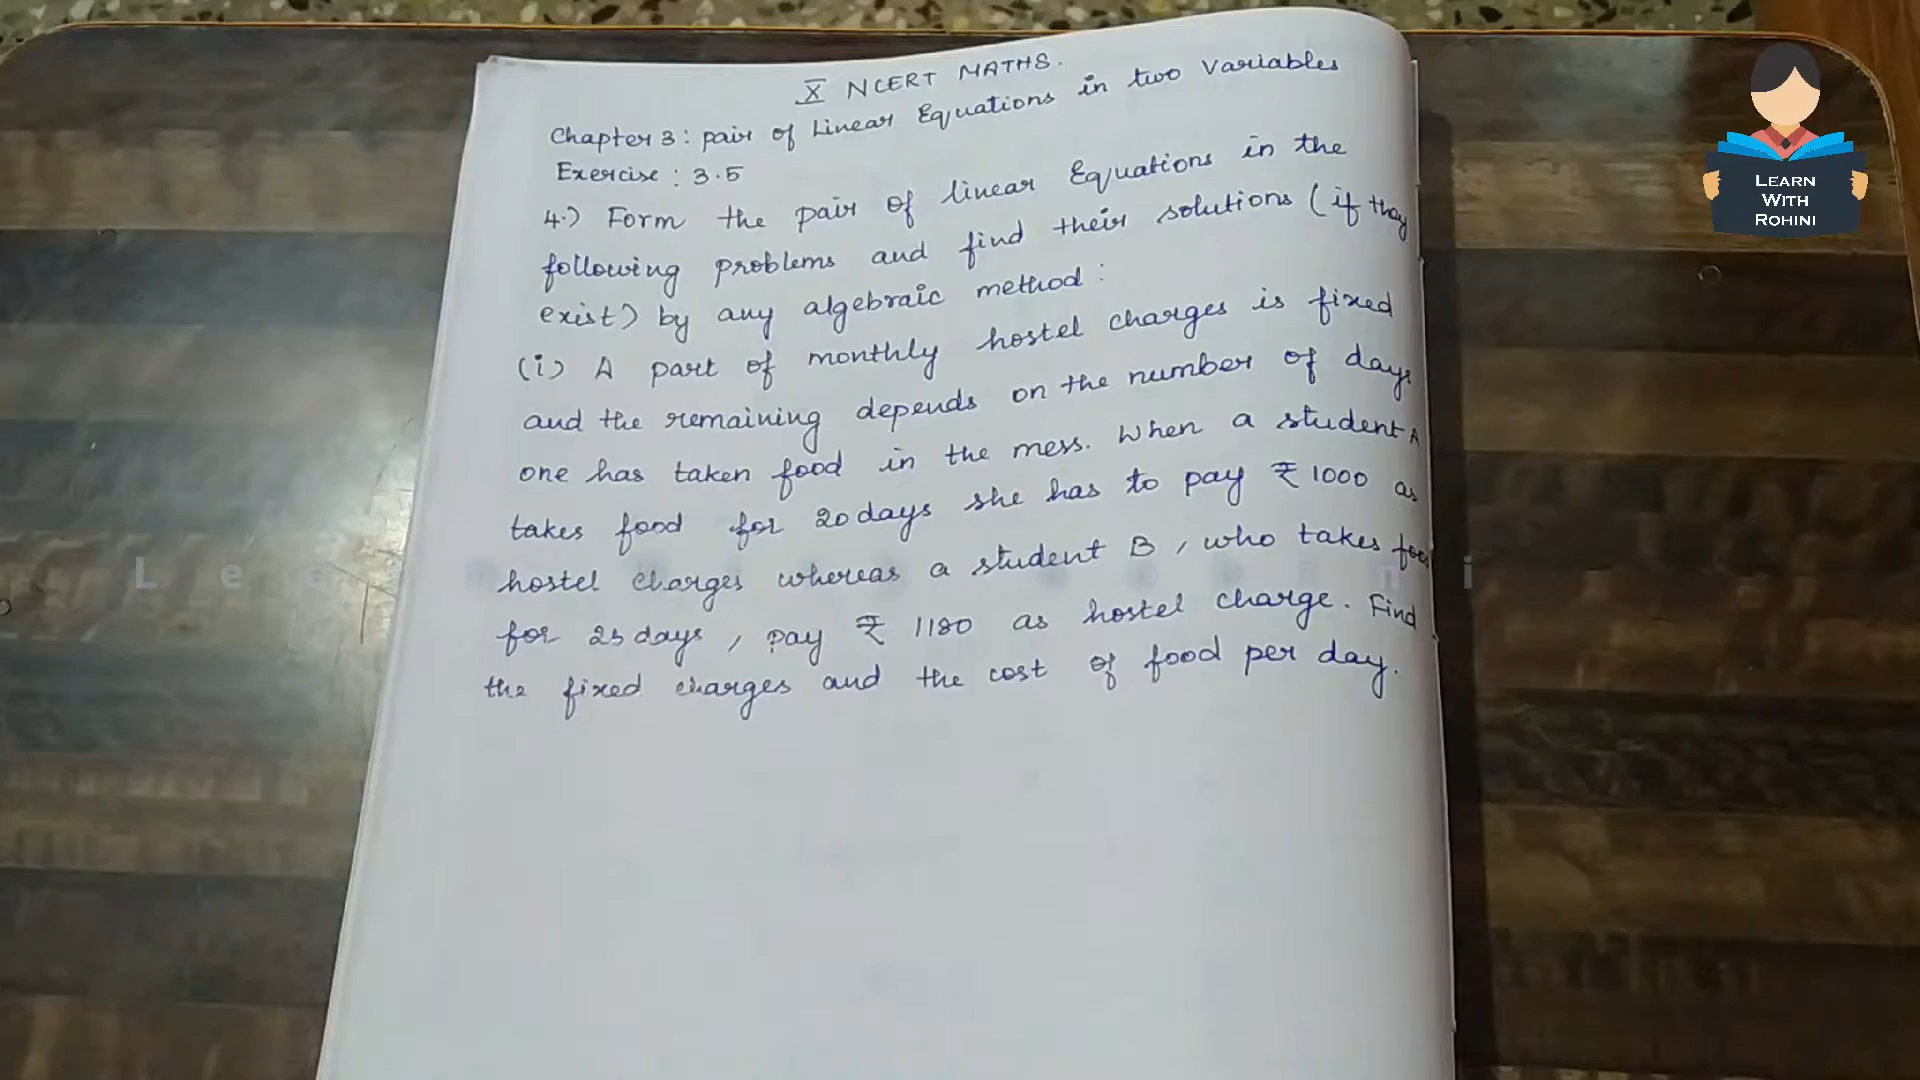 X NCERT MATHS.
Chapter 3: pair of Linear Equations in two Variables
Exercise : 3.5
4.) Form the pair of linear Equations in the
following problems and find their solutions (if they
exist) by any algebraic method :
(i) A part of monthly hostel charges is fixed
and the remaining depends on the number of days
one has taken food in the mess. When a student A
takes food for 20 days she has to pay ₹ 1000 as
hostel charges whereas a student B, who takes food
for 25 days, pay ₹ 1180 as hostel charge. Find
the fixed charges and the cost of food per day.
LEARN
WITH
ROHINI